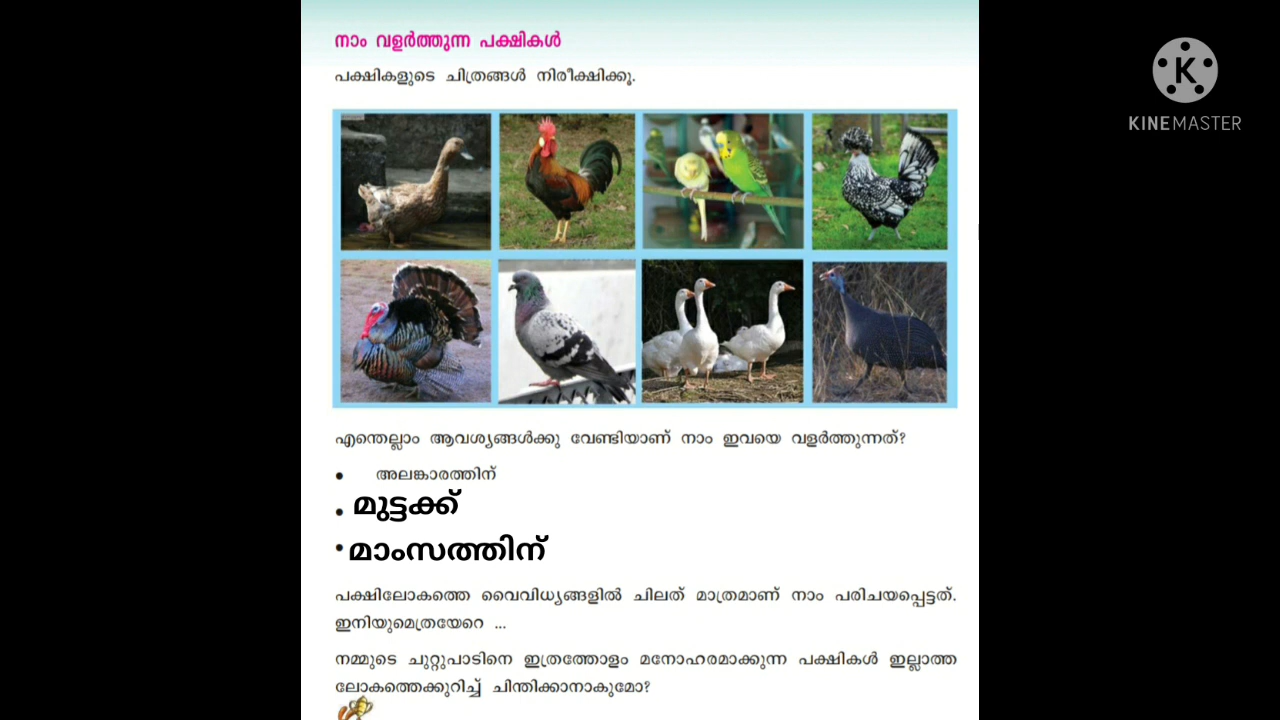 നാം വളർത്തുന്ന പക്ഷികൾ
പക്ഷികളുടെ ചിത്രങ്ങൾ നിരീക്ഷിക്കൂ.
K
KINEMASTER
എന്തെല്ലാം ആവശ്യങ്ങൾക്കു വേണ്ടിയാണ് നാം ഇവയെ വളർത്തുന്നത്?
• അലങ്കാരത്തിന്
• മുട്ടക്ക്
• മാംസത്തിന്
പക്ഷിലോകത്തെ വൈവിധ്യങ്ങളിൽ ചിലത് മാത്രമാണ് നാം പരിചയപ്പെട്ടത്.
ഇനിയുമെത്രയേറെ ...
നമ്മുടെ ചുറ്റുപാടിനെ ഇത്രത്തോളം മനോഹരമാക്കുന്ന പക്ഷികൾ ഇല്ലാത്ത
ലോകത്തെക്കുറിച്ച് ചിന്തിക്കാനാകുമോ?